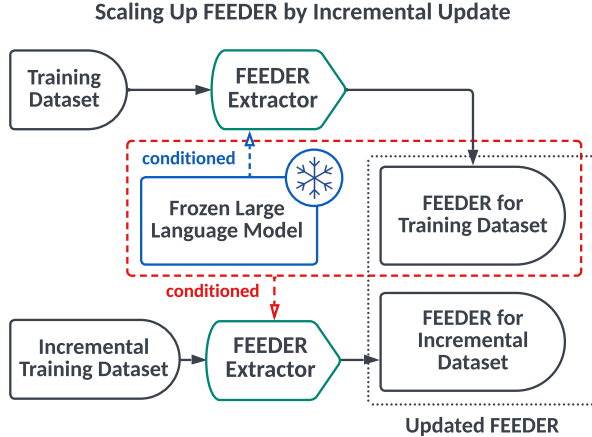 Scaling Up FEEDER by Incremental Update
Training
Dataset
FEEDER
Extractor
conditioned
Frozen Large
Language Model
FEEDER for
Training Dataset
conditioned
Incremental
Training Dataset
FEEDER
Extractor
FEEDER for
Incremental
Dataset
Updated FEEDER